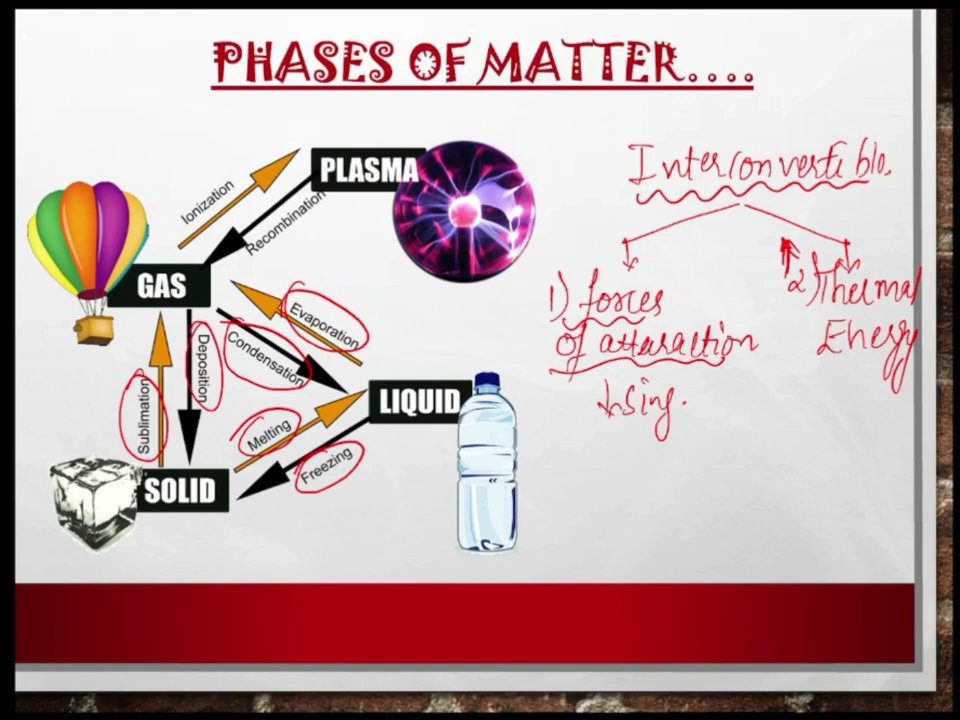 PHASES OF MATTER....
PLASMA
Ionization
Recombination
GAS
Evaporation
Condensation
Deposition
Sublimation
LIQUID
Melting
Freezing
SOLID
Interconvertible.
1) forces
of attraction
2) Thermal
Energy